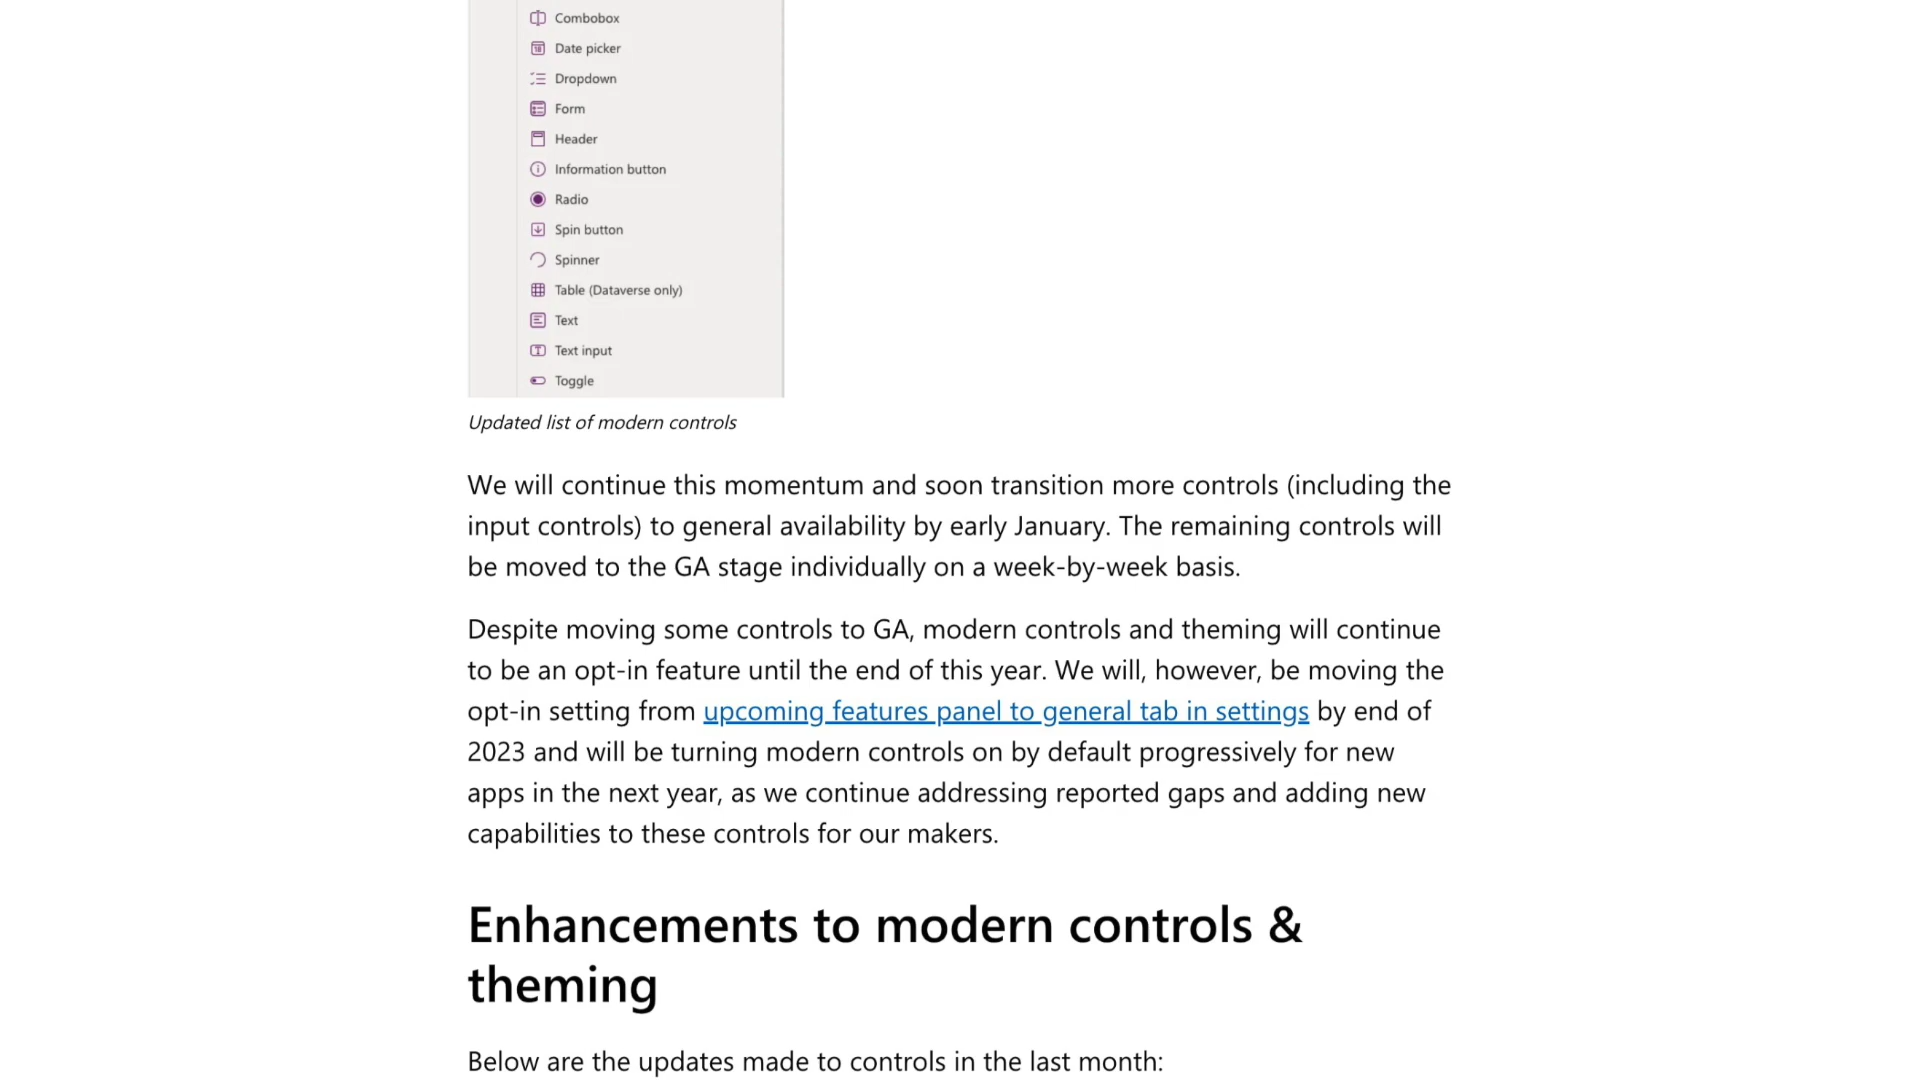 Combobox
Date picker
Dropdown
Form
Header
Information button
Radio
Spin button
Spinner
Table (Dataverse only)
Text
Text input
Toggle
Updated list of modern controls
We will continue this momentum and soon transition more controls (including the
input controls) to general availability by early January. The remaining controls will
be moved to the GA stage individually on a week-by-week basis.
Despite moving some controls to GA, modern controls and theming will continue
to be an opt-in feature until the end of this year. We will, however, be moving the
opt-in setting from upcoming features panel to general tab in settings by end of
2023 and will be turning modern controls on by default progressively for new
apps in the next year, as we continue addressing reported gaps and adding new
capabilities to these controls for our makers.
Enhancements to modern controls &
theming
Below are the updates made to controls in the last month: